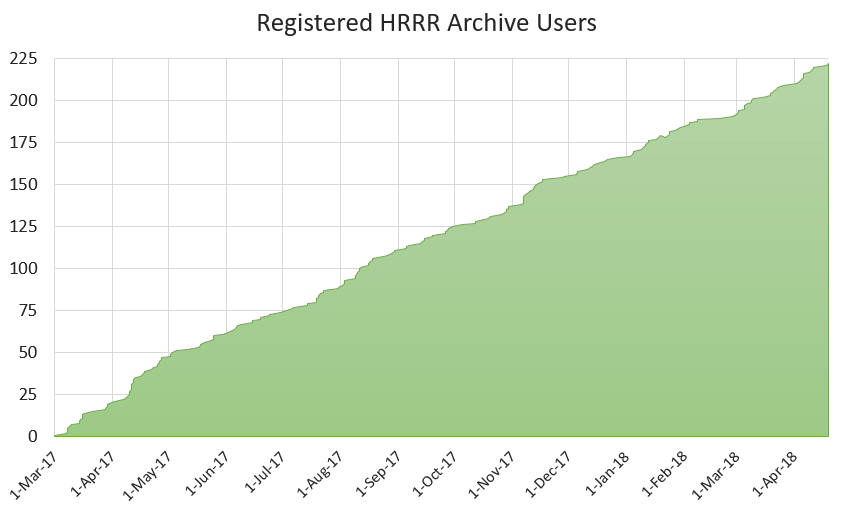 Registered HRRR Archive Users
225
200
175
150
125
100
75
50
25
0
1-Mar-17
1-Apr-17
1-May-17
1-Jun-17
1-Jul-17
1-Aug-17
1-Sep-17
1-Oct-17
1-Nov-17
1-Dec-17
1-Jan-18
1-Feb-18
1-Mar-18
1-Apr-18